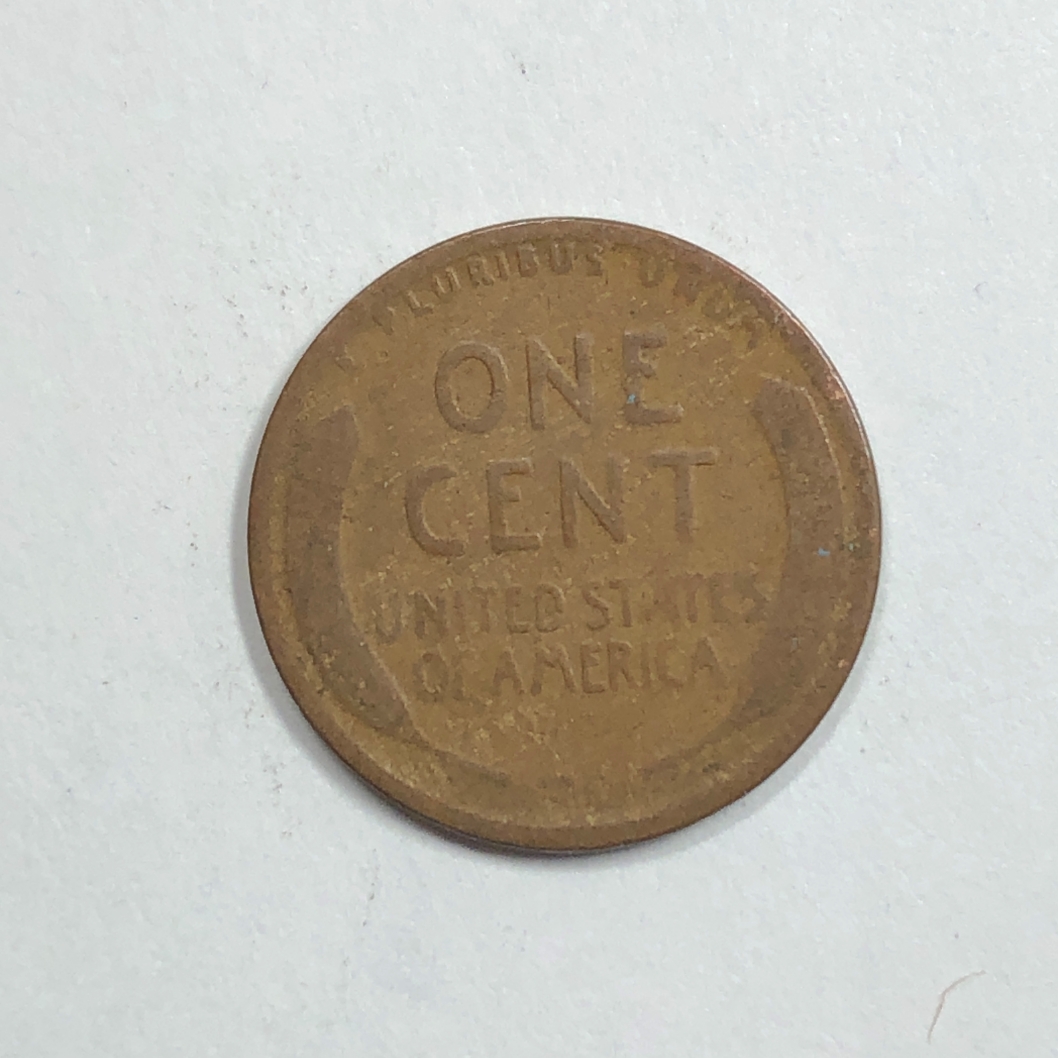 PLURIBUS UNUM
ONE
CENT
UNITED STATES
OF AMERICA